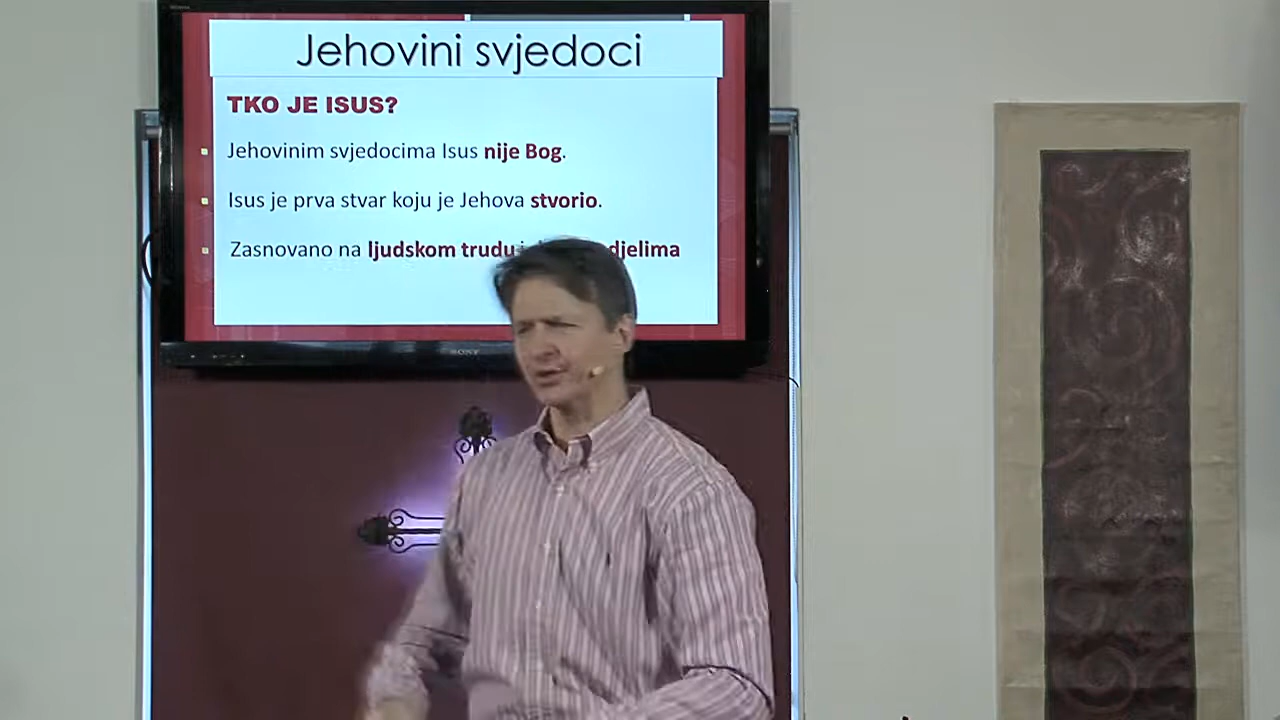 Jehovini svjedoci
TKO JE ISUS?
Jehovinim svjedocima Isus nije Bog.
Isus je prva stvar koju je Jehova stvorio.
Zasnovano na ljudskom trudu djelima
SONY